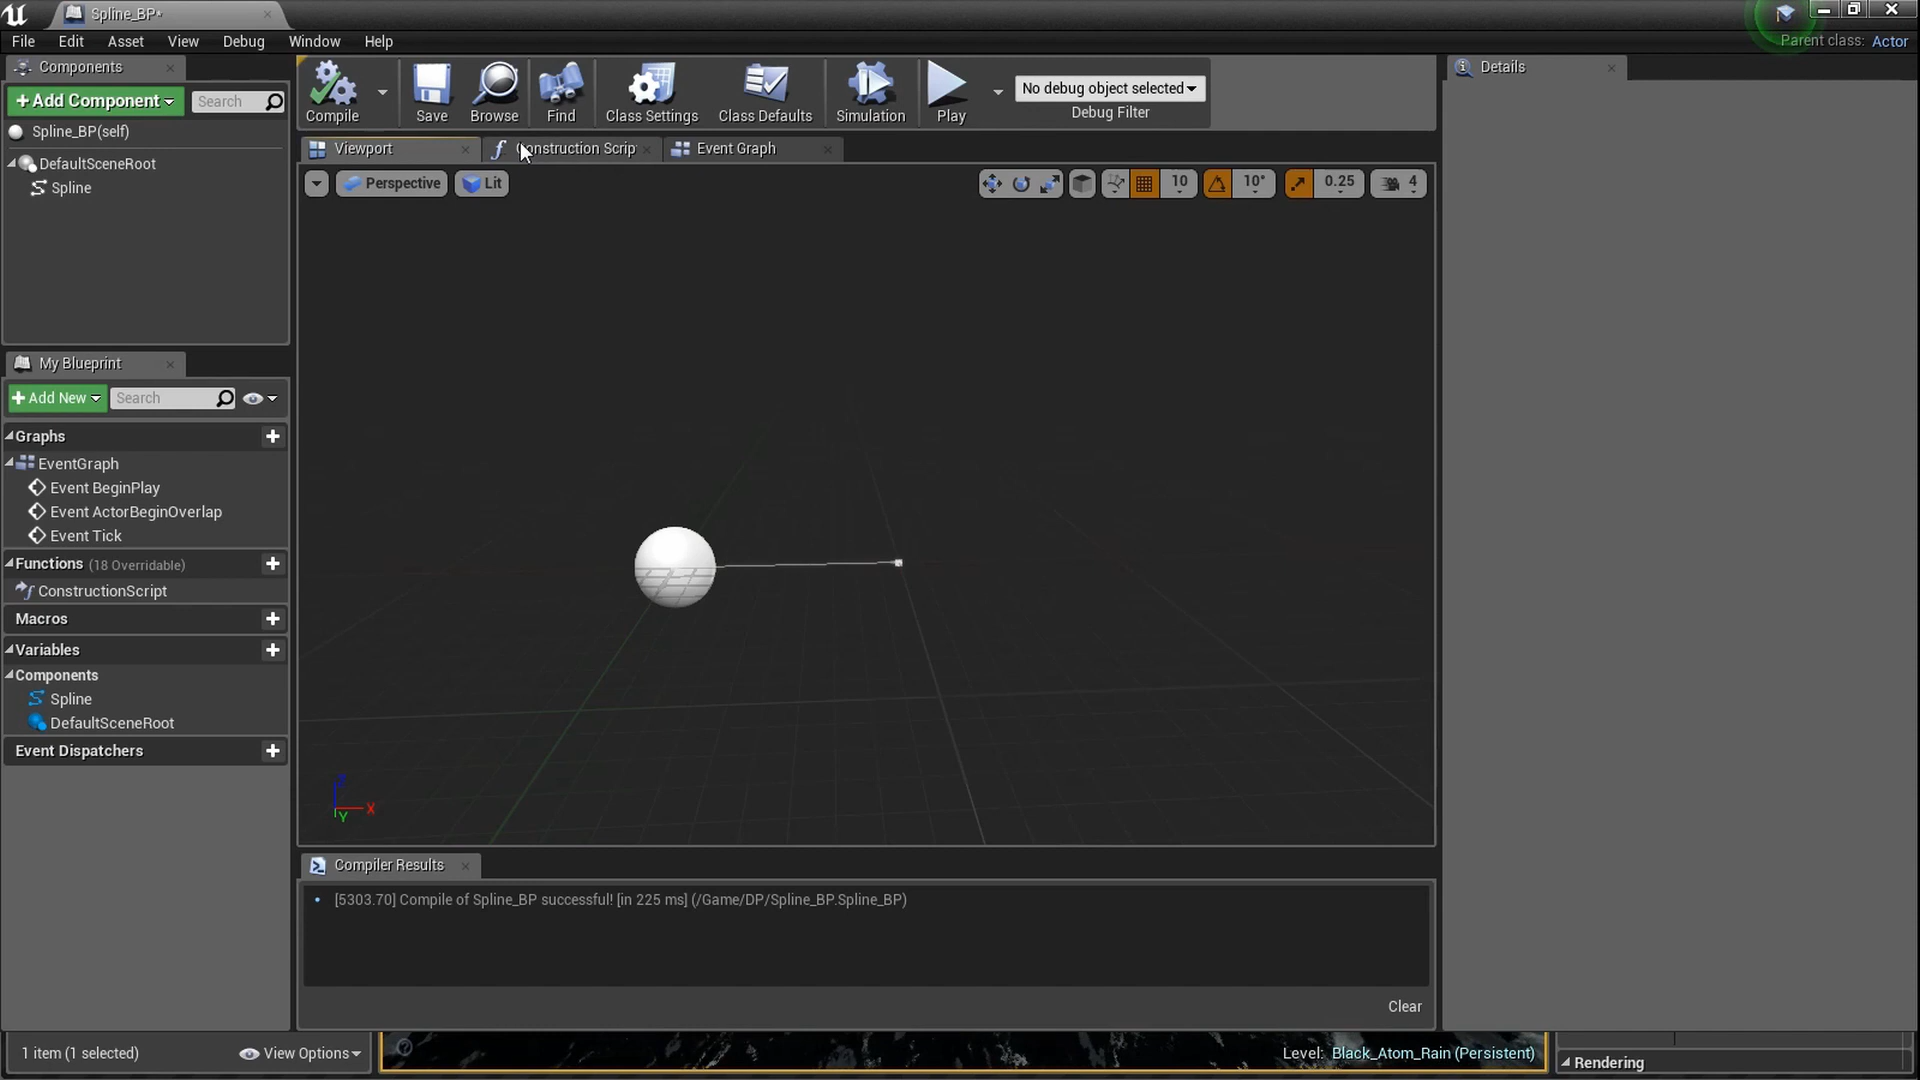 Spline_BP*
File Edit Asset View Debug Window Help
Parent class: Actor
Components
+Add Component
Search
Spline_BP(self)
DefaultSceneRoot
Spline
My Blueprint
+Add New
Search
Graphs
EventGraph
Event BeginPlay
Event ActorBeginOverlap
Event Tick
Functions (18 Overridable)
ConstructionScript
Macros
Variables
Components
Spline
DefaultSceneRoot
Event Dispatchers
1 item (1 selected)
View Options
Compile
Save
Browse
Find
Class Settings
Class Defaults
Simulation
Play
No debug object selected
Debug Filter
Viewport
Construction Scrip
Event Graph
Perspective
Lit
10
10°
0.25
4
Z
X
Y
Compiler Results
[5303.70] Compile of Spline_BP successful! [in 225 ms] (/Game/DP/Spline_BP.Spline_BP)
Clear
Level: Black_Atom_Rain (Persistent)
Details
Rendering